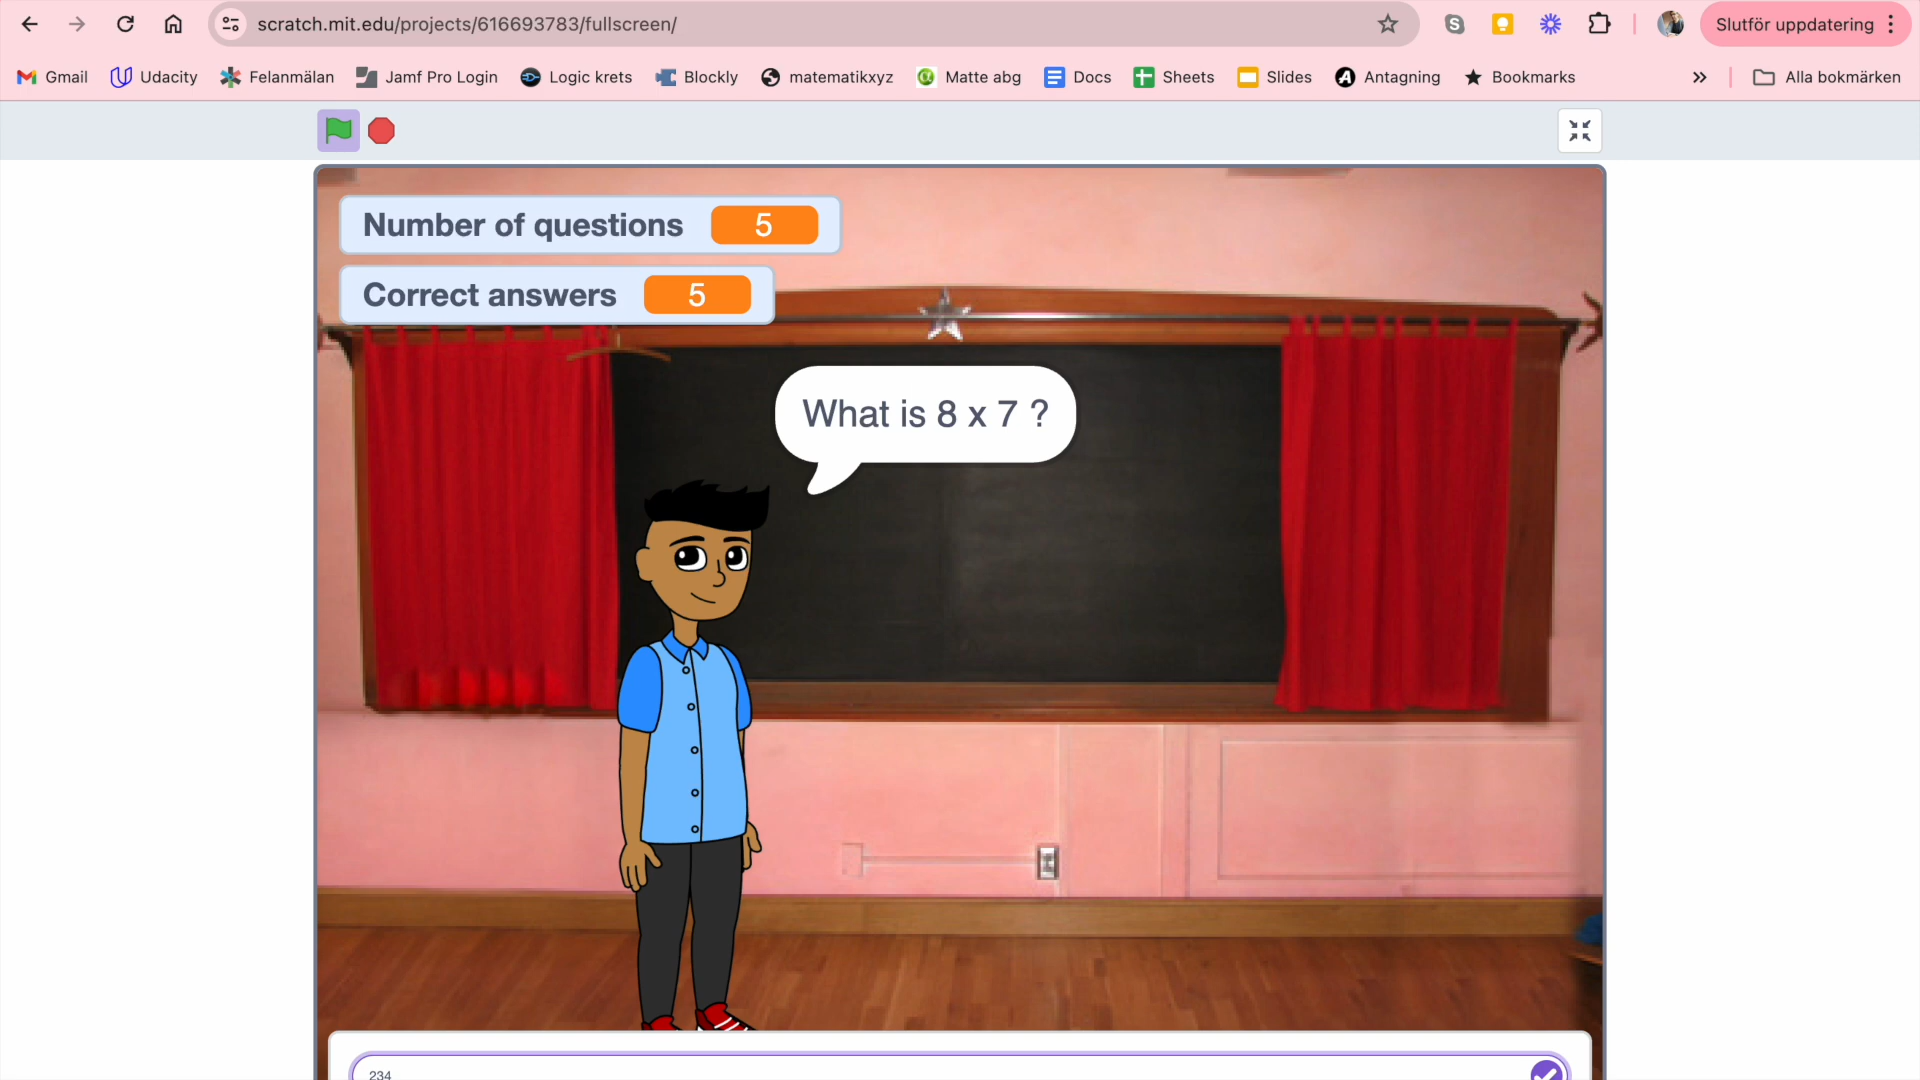 scratch.mit.edu/projects/616693783/fullscreen/
Slutför uppdatering
Gmail Udacity Felanmälan Jamf Pro Login Logic krets Blockly matematikxyz Matte abg Docs Sheets Slides Antagning Bookmarks » Alla bokmärken
Number of questions 5
Correct answers 5
What is 8 x 7 ?
234